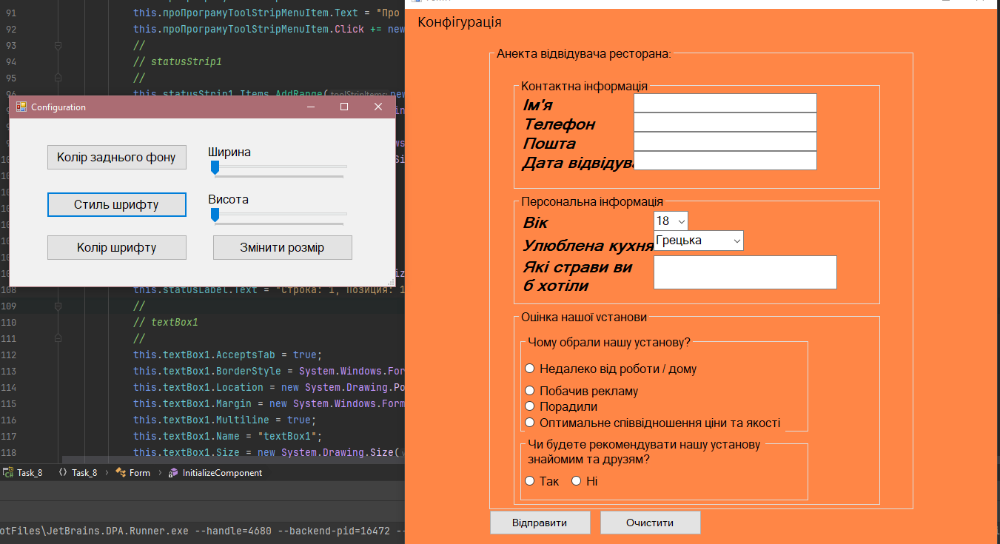 91 this.проПрограмуToolStripMenuItem.Text = "Про
92 this.проПрограмуToolStripMenuItem.Click += new
93 //
94 // statusStrip1
95 //
96 this.statusStrip1.Items.AddRange(toolStripItems: new
Configuration
Колір заднього фону
Ширина
Стиль шрифту
Висота
Колір шрифту
Змінити розмір
108 this.statusLabel.Text = "Строка: 1, Позиция: 1
109 //
110 // textBox1
111 //
112 this.textBox1.AcceptsTab = true;
113 this.textBox1.BorderStyle = System.Windows.For
114 this.textBox1.Location = new System.Drawing.Po
115 this.textBox1.Margin = new System.Windows.Form
116 this.textBox1.Multiline = true;
117 this.textBox1.Name = "textBox1";
118 this.textBox1.Size = new System.Drawing.Size(
Task_8 Task_8 Form InitializeComponent
otFiles\JetBrains.DPA.Runner.exe --handle=4680 --backend-pid=16472 --
Конфігурація
Анекта відвідувача ресторана:
Контактна інформація
Ім'я
Телефон
Пошта
Дата відвідува
Персональна інформація
Вік 18
Улюблена кухня Грецька
Які страви ви
б хотіли
Оцінка нашої установи
Чому обрали нашу установу?
Недалеко від роботи / дому
Побачив рекламу
Порадили
Оптимальне співвідношення ціни та якості
Чи будете рекомендувати нашу установу
знайомим та друзям?
Так Ні
Відправити Очистити